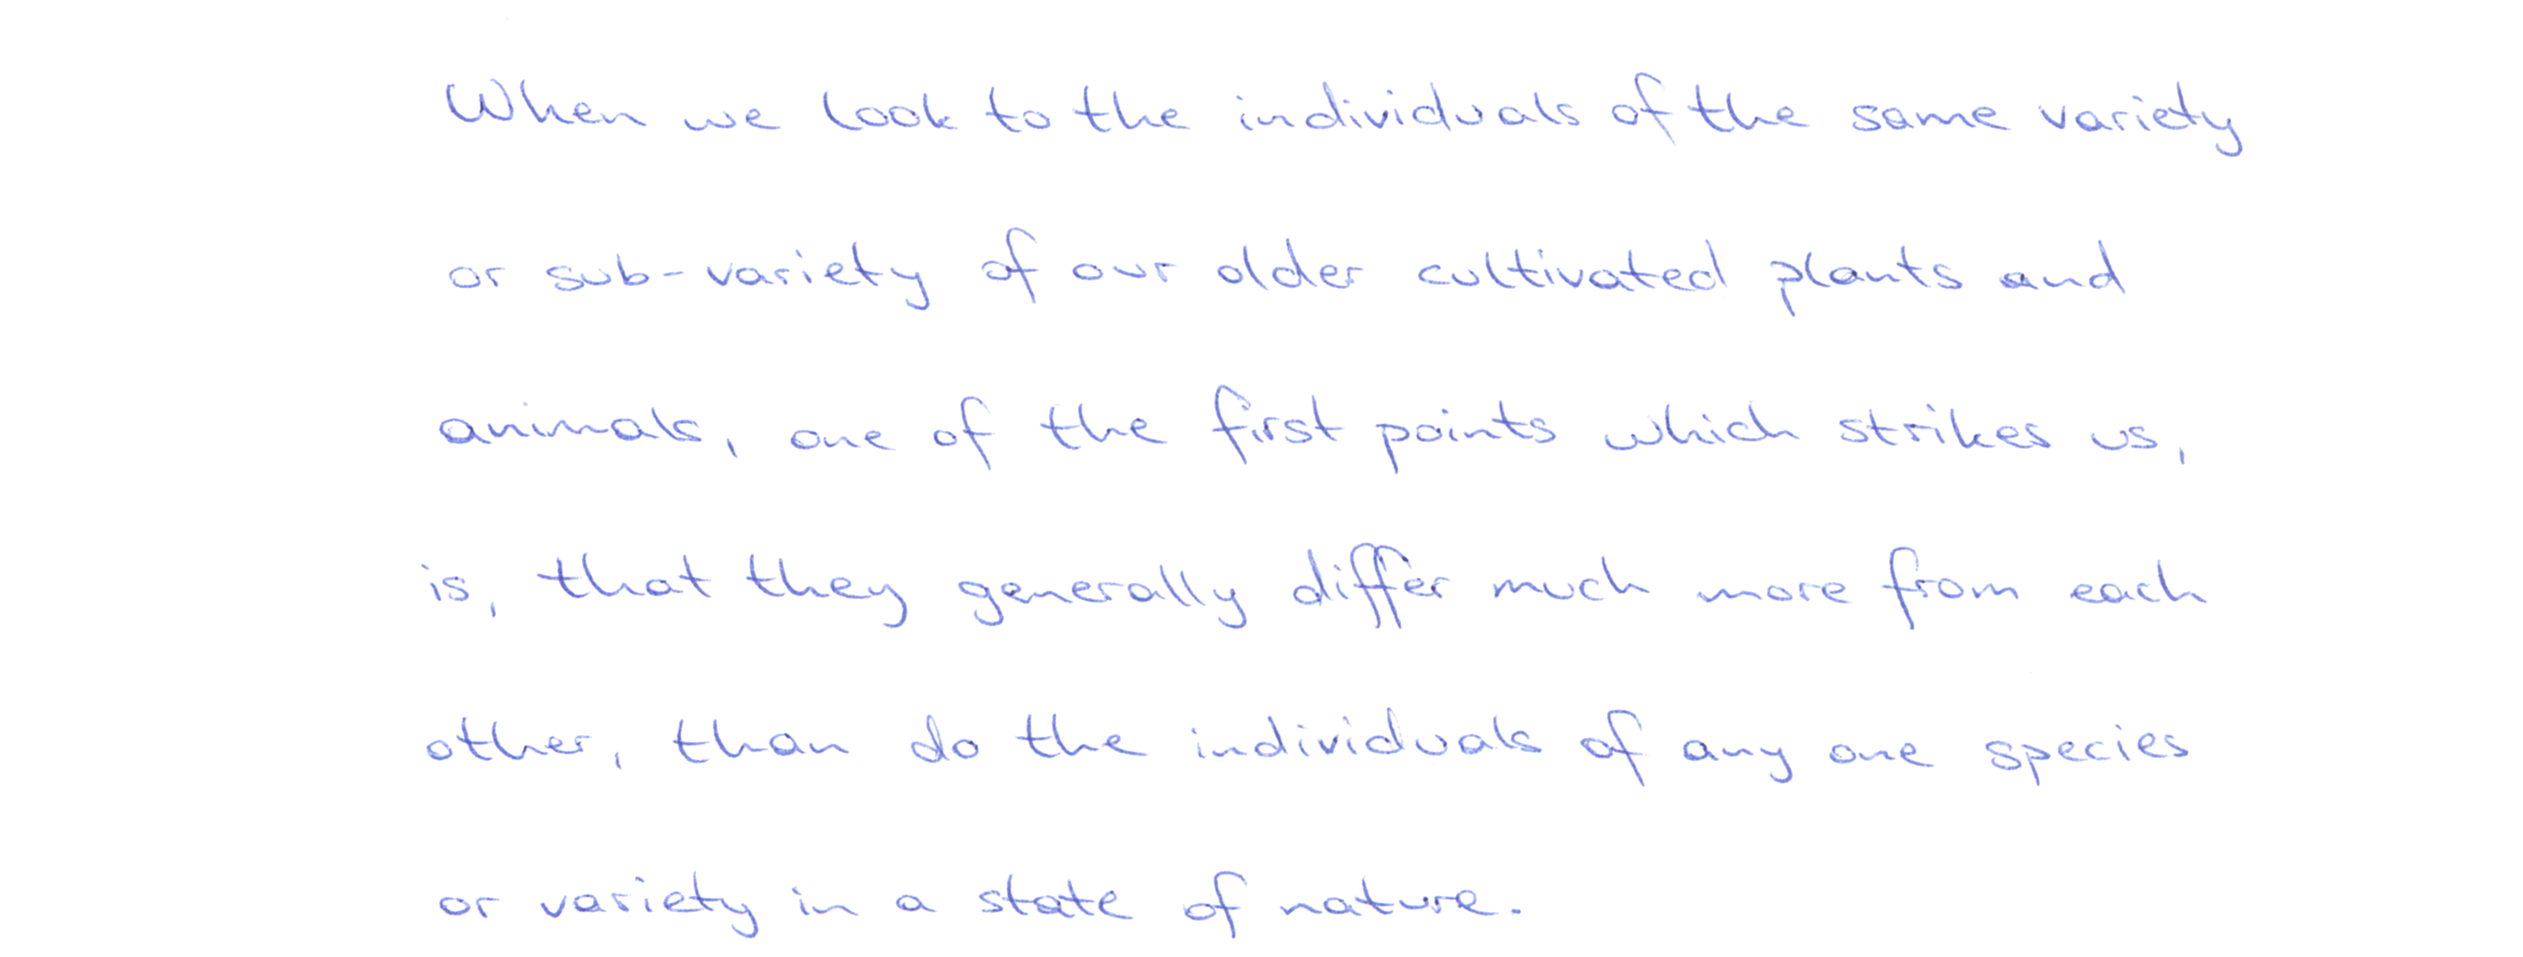 When we look to the individuals of the same variety
or sub-variety of our older cultivated plants and
animals, one of the first points which strikes us,
is, that they generally differ much more from each
other, than do the individuals of any one species
or variety in a state of nature.